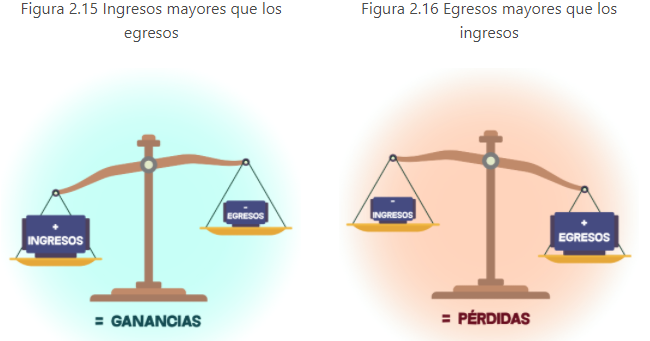 Figura 2.15 Ingresos mayores que los
egresos
+
INGRESOS
-
EGRESOS
= GANANCIAS
Figura 2.16 Egresos mayores que los
ingresos
-
INGRESOS
+
EGRESOS
= PÉRDIDAS